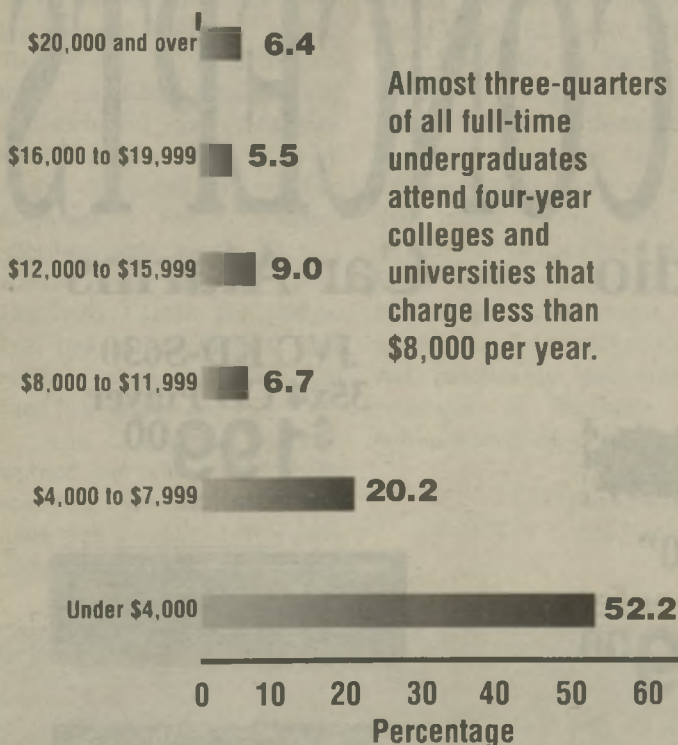 $20,000 and over 6.4
Almost three-quarters
of all full-time
undergraduates
attend four-year
colleges and
universities that
charge less than
$8,000 per year.
$16,000 to $19,999 5.5
$12,000 to $15,999 9.0
$8,000 to $11,999 6.7
$4,000 to $7,999 20.2
Under $4,000 52.2
0 10 20 30 40 50 60
Percentage